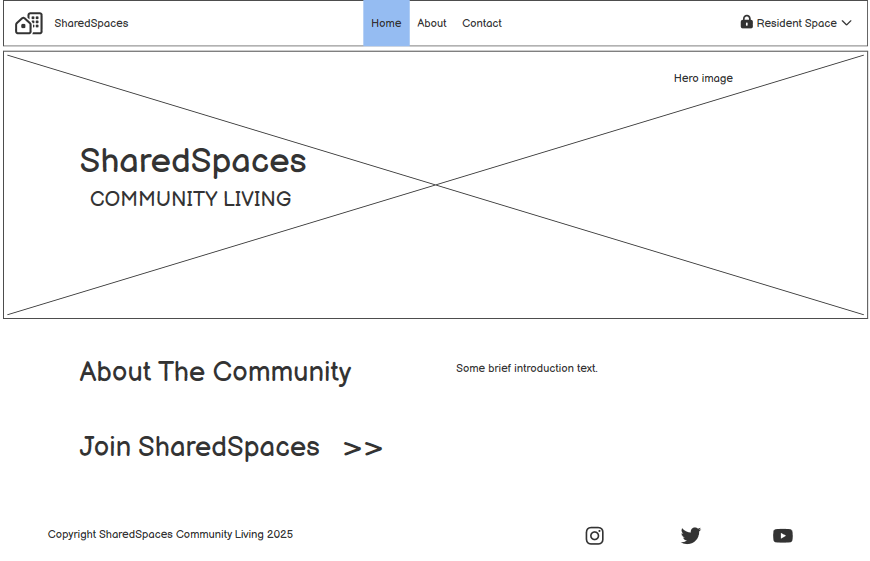 SharedSpaces
Home About Contact
Resident Space
Hero image
SharedSpaces
COMMUNITY LIVING
About The Community
Some brief introduction text.
Join SharedSpaces >>
Copyright SharedSpaces Community Living 2025